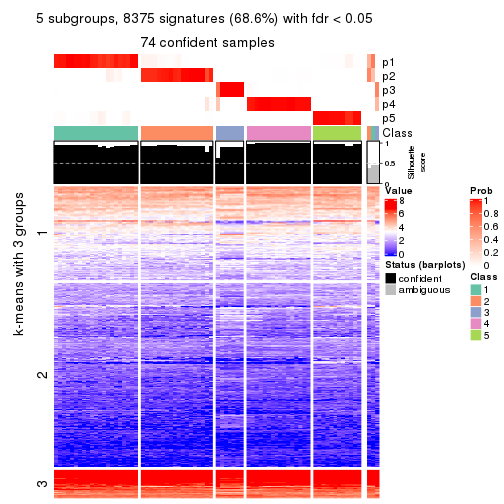 5 subgroups, 8375 signatures (68.6%) with fdr < 0.05
74 confident samples
p1
p2
p3
p4
p5
Class
1
0.5
0
Silhouette
score
k-means with 3 groups
1
2
3
Value
8
6
4
2
0
Status (barplots)
confident
ambiguous
Prob
1
0.8
0.6
0.4
0.2
0
Class
1
2
3
4
5